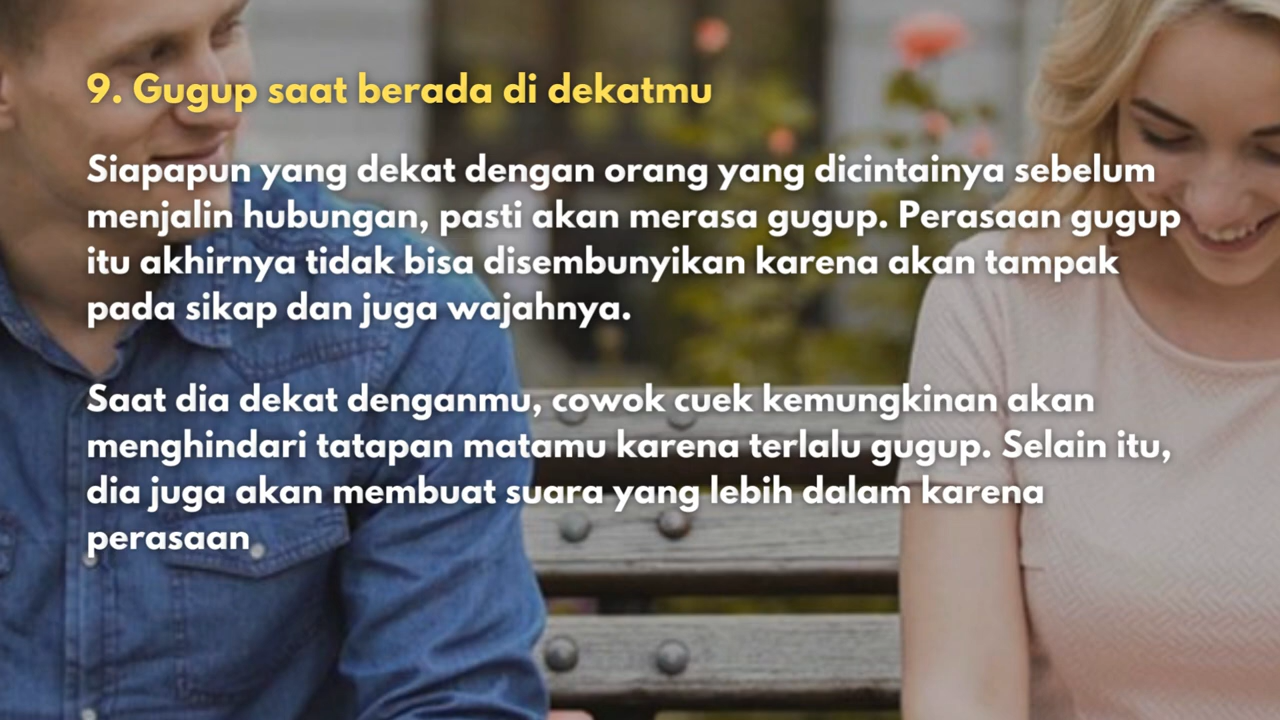 9. Gugup saat berada di dekatmu
Siapapun yang dekat dengan orang yang dicintainya sebelum
menjalin hubungan, pasti akan merasa gugup. Perasaan gugup
itu akhirnya tidak bisa disembunyikan karena akan tampak
pada sikap dan juga wajahnya.
Saat dia dekat denganmu, cowok cuek kemungkinan akan
menghindari tatapan matamu karena terlalu gugup. Selain itu,
dia juga akan membuat suara yang lebih dalam karena
perasaan